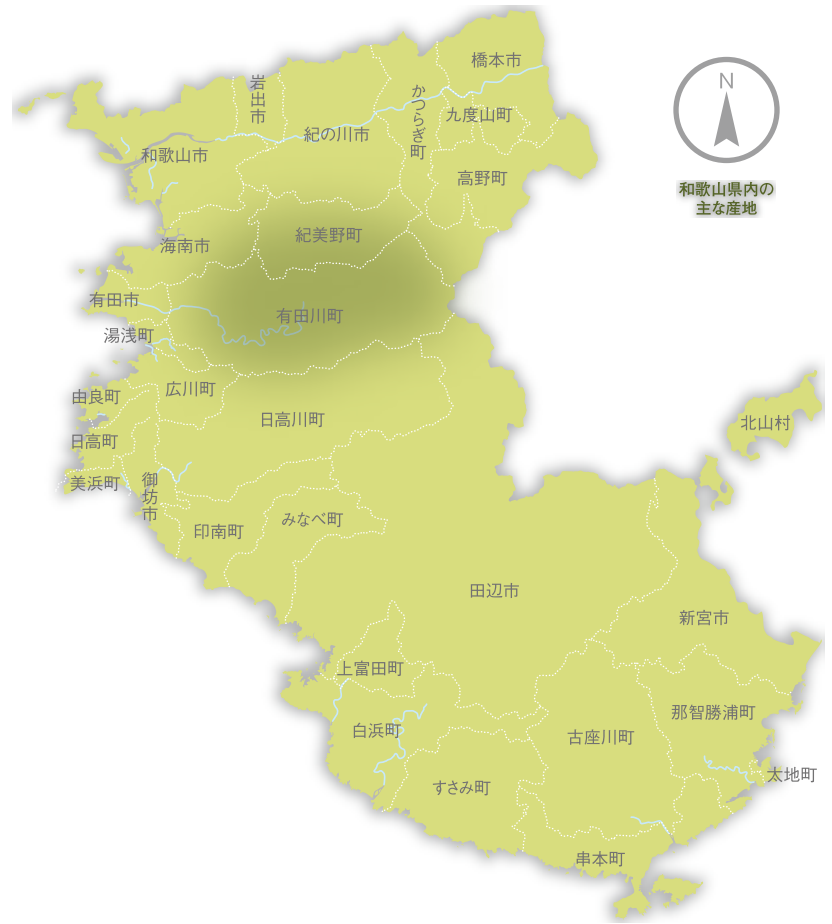 橋本市
岩出市
かつらぎ町
N
九度山町
紀の川市
和歌山市
高野町
和歌山県内の
主な産地
紀美野町
海南市
有田市
有田川町
湯浅町
広川町
由良町
日高川町
北山村
日高町
美浜町
御坊市
みなべ町
印南町
田辺市
新宮市
上富田町
那智勝浦町
白浜町
古座川町
太地町
すさみ町
串本町